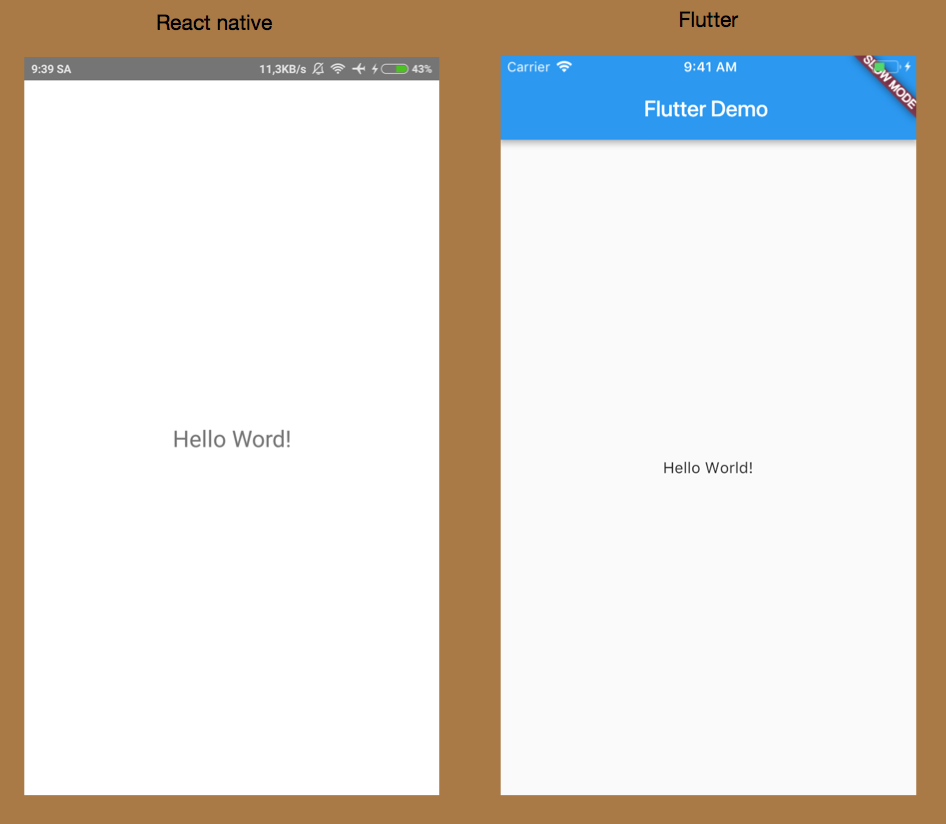 React native
Flutter
9:39 SA 11,3KB/s 43%
Hello Word!
Carrier 9:41 AM
SLOW MODE
Flutter Demo
Hello World!